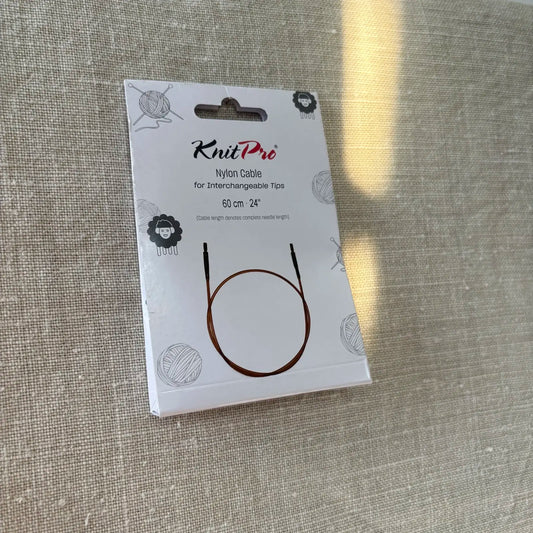 KnitPro®
Nylon Cable
for Interchangeable Tips
60 cm · 24"
(Cable length denotes complete needle length)